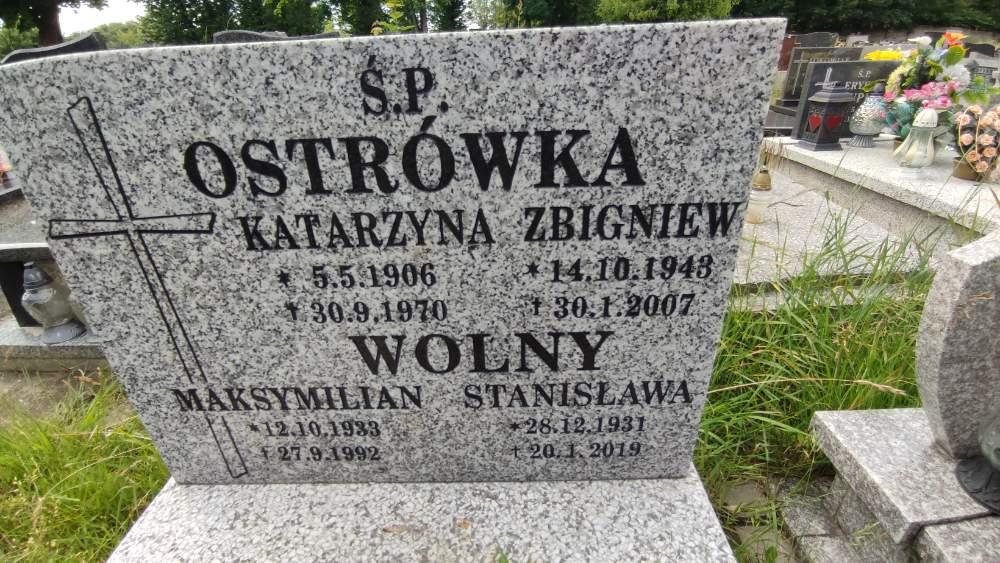 Ś.P.
OSTRÓWKA
KATARZYNA ZBIGNIEW
* 5.5.1906 * 14.10.1943
† 30.9.1970 † 30.1.2007
WOLNY
MAKSYMILIAN STANISŁAWA
*12.10.1933 *28.12.1931
† 27.9.1992 † 20.1.2019
Ś.P.